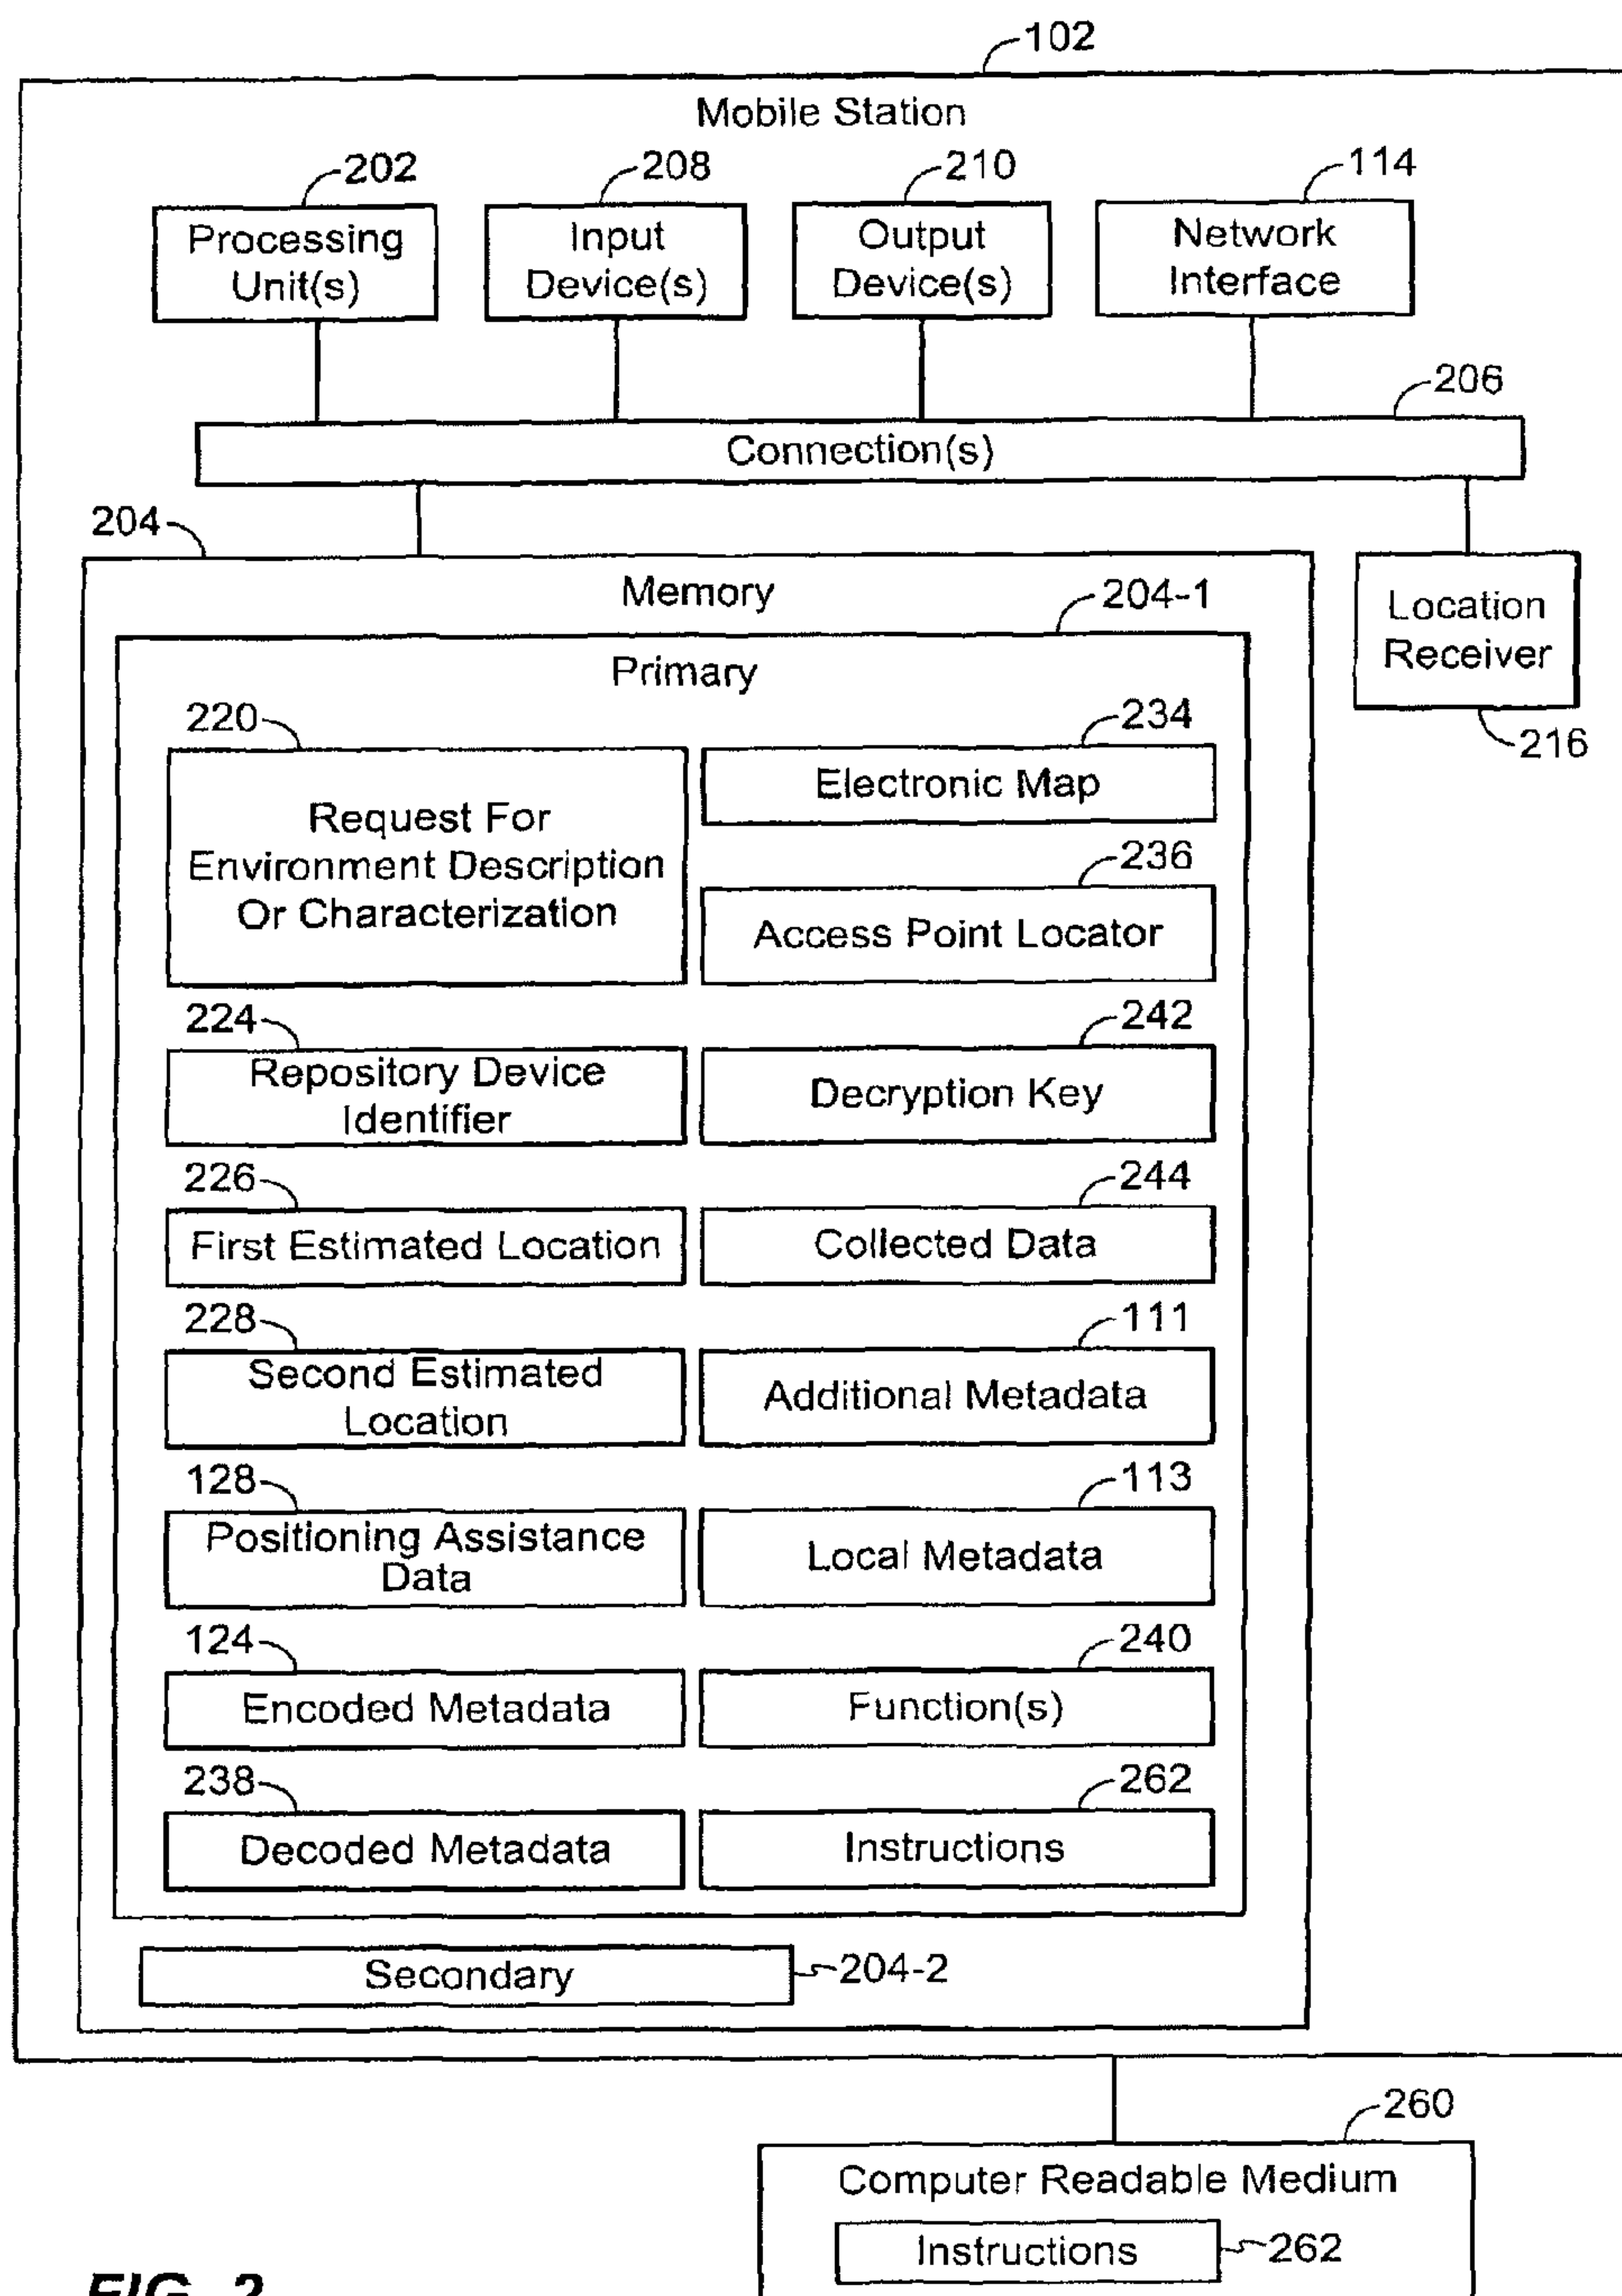 102
Mobile Station
202
208
210
114
Processing
Unit(s)
Input
Device(s)
Output
Device(s)
Network
Interface
206
Connection(s)
204
Memory
204-1
Location
Receiver
216
Primary
220
234
Request For
Environment Description
Or Characterization
Electronic Map
236
Access Point Locator
224
242
Repository Device
Identifier
Decryption Key
226
244
First Estimated Location
Collected Data
228
111
Second Estimated
Location
Additional Metadata
128
113
Positioning Assistance
Data
Local Metadata
124
240
Encoded Metadata
Function(s)
238
262
Decoded Metadata
Instructions
Secondary
204-2
260
Computer Readable Medium
Instructions
262
FIG. 2